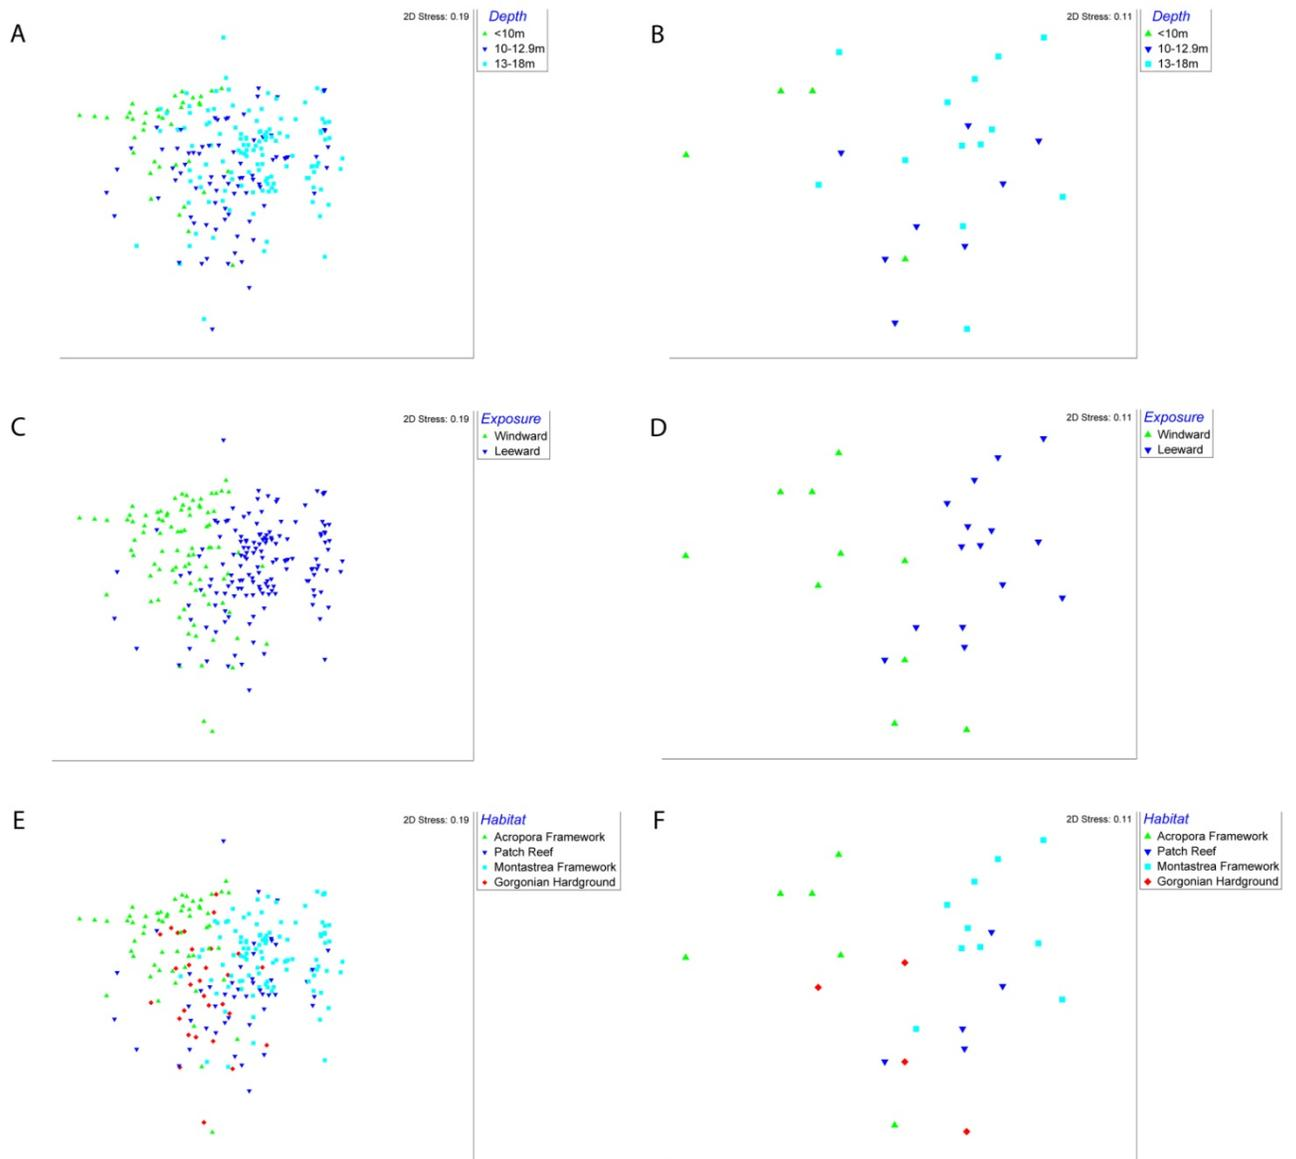 A
2D Stress: 0.19
Depth
<10m
10-12.9m
13-18m
B
2D Stress: 0.11
Depth
<10m
10-12.9m
13-18m
C
2D Stress: 0.19
Exposure
Windward
Leeward
D
2D Stress: 0.11
Exposure
Windward
Leeward
E
2D Stress: 0.19
Habitat
Acropora Framework
Patch Reef
Montastrea Framework
Gorgonian Hardground
F
2D Stress: 0.11
Habitat
Acropora Framework
Patch Reef
Montastrea Framework
Gorgonian Hardground